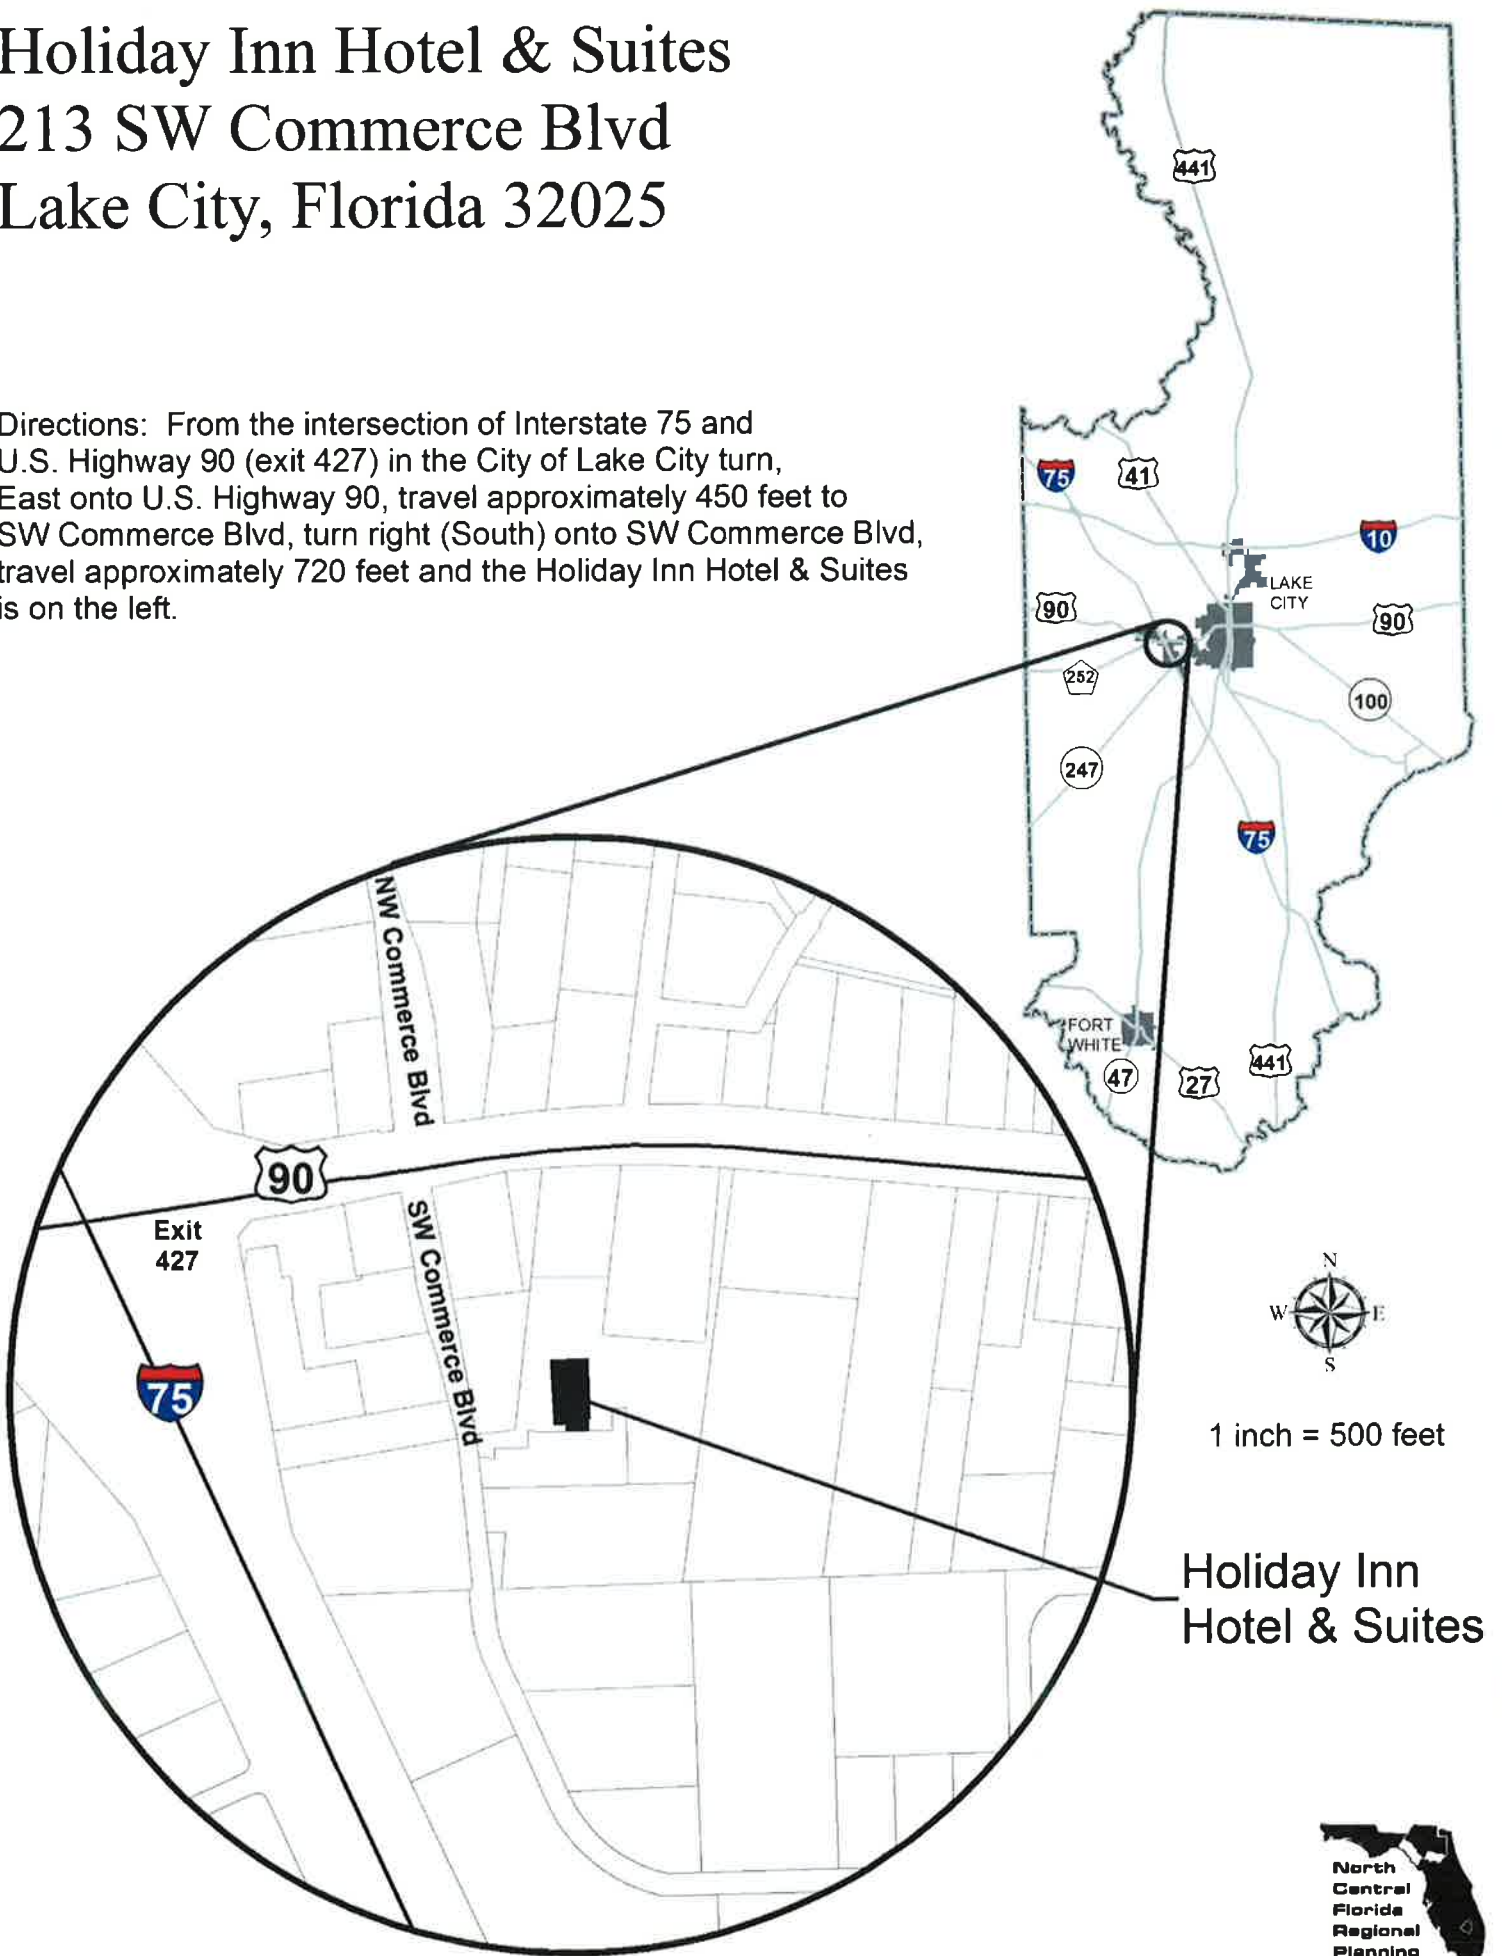 Holiday Inn Hotel & Suites
213 SW Commerce Blvd
Lake City, Florida 32025
Directions: From the intersection of Interstate 75 and
U.S. Highway 90 (exit 427) in the City of Lake City turn,
East onto U.S. Highway 90, travel approximately 450 feet to
SW Commerce Blvd, turn right (South) onto SW Commerce Blvd,
travel approximately 720 feet and the Holiday Inn Hotel & Suites
is on the left.
441
75
41
10
LAKE
CITY
90
90
252
100
247
75
FORT
WHITE
47
27
441
NW Commerce Blvd
90
Exit
427
SW Commerce Blvd
75
N
W
E
S
1 inch = 500 feet
Holiday Inn
Hotel & Suites
North
Central
Florida
Regional
Planning